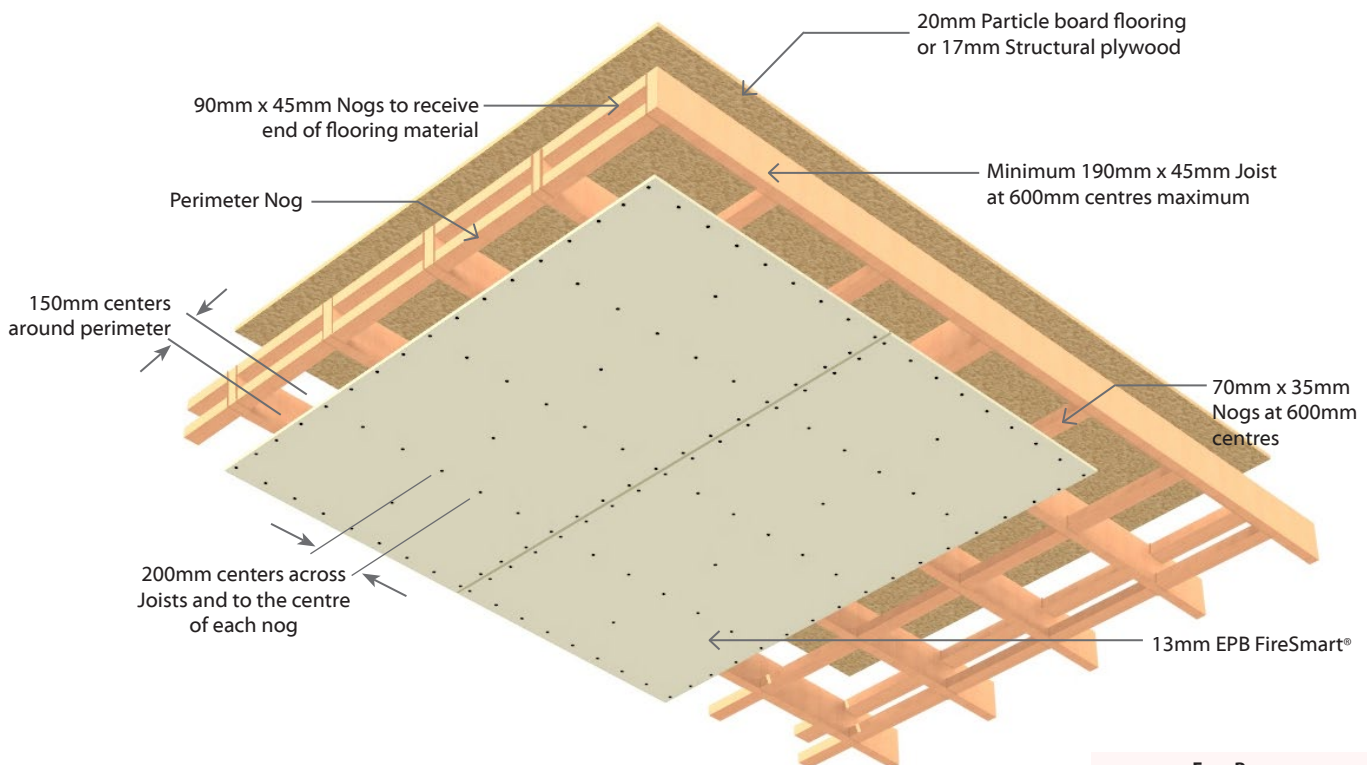 20mm Particle board flooring
or 17mm Structural plywood
90mm x 45mm Nogs to receive
end of flooring material
Minimum 190mm x 45mm Joist
at 600mm centres maximum
Perimeter Nog
150mm centers
around perimeter
70mm x 35mm
Nogs at 600mm
centres
200mm centers across
Joists and to the centre
of each nog
13mm EPB FireSmart®